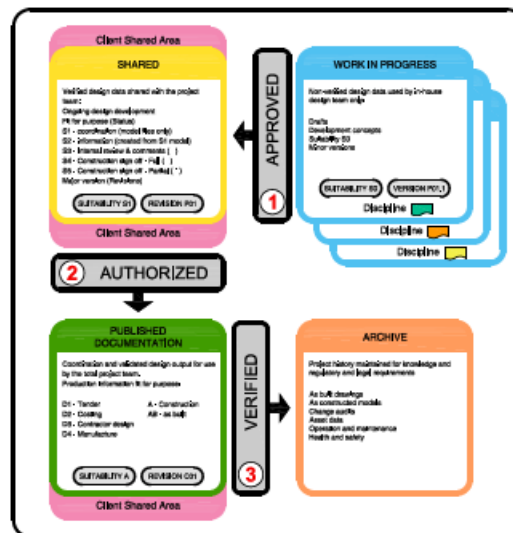 Client Shared Area
SHARED
Verified design data shared with the project
team:
Ongoing design development
Fit for purpose (Status)
S1 - coordination (model files only)
S2 - information (created from S1 model)
S3 - Internal review & comments ( )
S4 - Construction sign off - Full ( )
S5 - Construction sign off - Partial ( * )
Major version (Revisions)
SUITABILITY S1
REVISION P01
Client Shared Area
1 APPROVED
WORK IN PROGRESS
Non-verified design data used by in-house
design team only:
Drafts
Development concepts
Suitability S0
Minor versions
SUITABILITY S0
VERSION P01.1
Discipline
Discipline
Discipline
2 AUTHORIZED
PUBLISHED
DOCUMENTATION
Coordination and validated design output for use
by the total project team.
Production information fit for purpose:
D1 - Tender A - Construction
D2 - Costing AB - as built
D3 - Contractor design
D4 - Manufacture
SUITABILITY A
REVISION C01
Client Shared Area
3 VERIFIED
ARCHIVE
Project history maintained for knowledge and
regulatory and legal requirements
As built drawings
As constructed models
Change audits
Asset data
Operation and maintenance
Health and safety